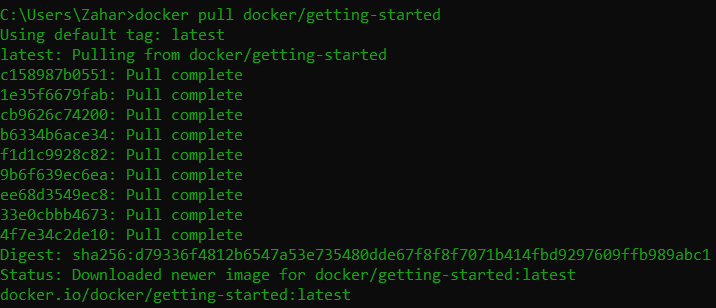 C:\Users\Zahar>docker pull docker/getting-started
Using default tag: latest
latest: Pulling from docker/getting-started
c158987b0551: Pull complete
1e35f6679fab: Pull complete
cb9626c74200: Pull complete
b6334b6ace34: Pull complete
f1d1c9928c82: Pull complete
9b6f639ec6ea: Pull complete
ee68d3549ec8: Pull complete
33e0cbbb4673: Pull complete
4f7e34c2de10: Pull complete
Digest: sha256:d79336f4812b6547a53e735480dde67f8f8f7071b414fbd9297609ffb989abc1
Status: Downloaded newer image for docker/getting-started:latest
docker.io/docker/getting-started:latest